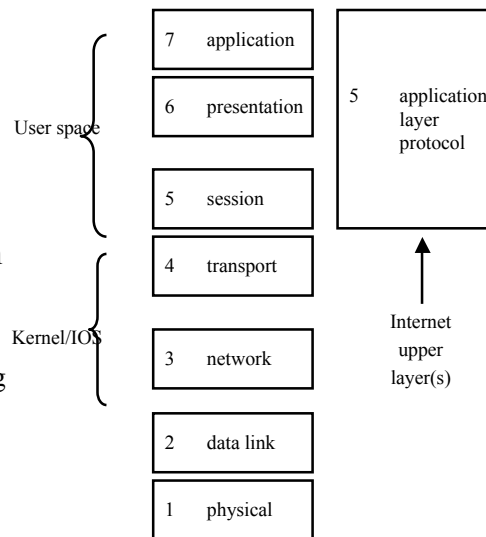 7 application
6 presentation
User space
5 session
4 transport
Kernel/IOS
3 network
2 data link
1 physical
5 application
layer
protocol
Internet
upper
layer(s)